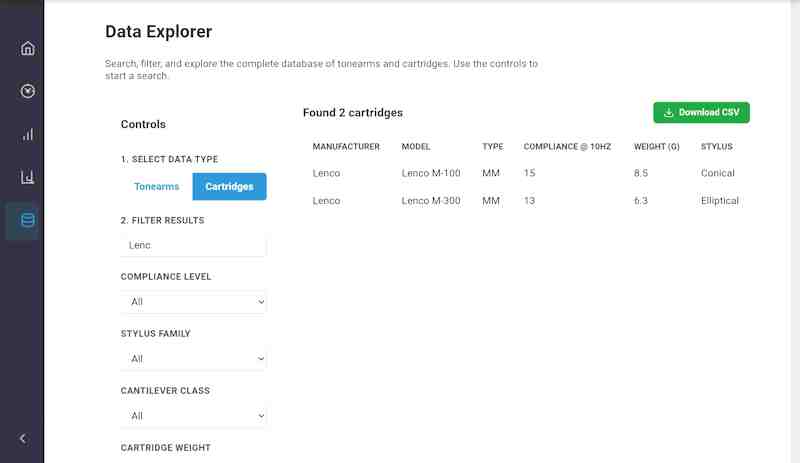 Data Explorer
Search, filter, and explore the complete database of tonearms and cartridges. Use the controls to
start a search.
Controls
1. SELECT DATA TYPE
Tonearms Cartridges
2. FILTER RESULTS
Lenc
COMPLIANCE LEVEL
All
STYLUS FAMILY
All
CANTILEVER CLASS
All
CARTRIDGE WEIGHT
Found 2 cartridges
Download CSV
MANUFACTURER MODEL TYPE COMPLIANCE @ 10HZ WEIGHT (G) STYLUS
Lenco Lenco M-100 MM 15 8.5 Conical
Lenco Lenco M-300 MM 13 6.3 Elliptical